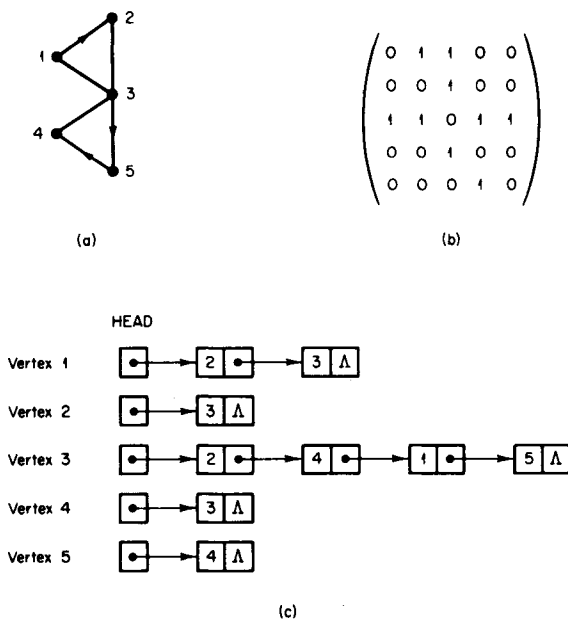 2
1
3
4
5
(a)
0 1 1 0 0
0 0 1 0 0
1 1 0 1 1
0 0 1 0 0
0 0 0 1 0
(b)
HEAD
Vertex 1 2 3 Λ
Vertex 2 3 Λ
Vertex 3 2 4 1 5 Λ
Vertex 4 3 Λ
Vertex 5 4 Λ
(c)